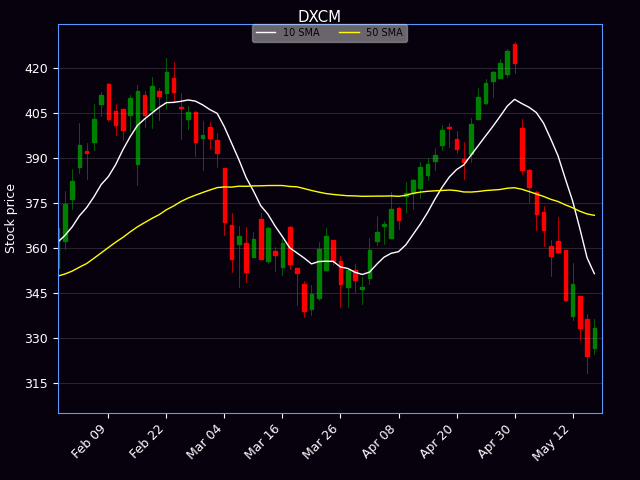 DXCM
10 SMA
50 SMA
Stock price
420
405
390
375
360
345
330
315
Feb 09
Feb 22
Mar 04
Mar 16
Mar 26
Apr 08
Apr 20
Apr 30
May 12